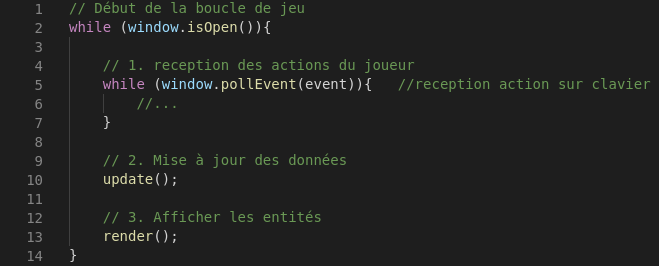 1 // Début de la boucle de jeu
2 while (window.isOpen()){
3
4 // 1. reception des actions du joueur
5 while (window.pollEvent(event)){ //reception action sur clavier
6 //...
7 }
8
9 // 2. Mise à jour des données
10 update();
11
12 // 3. Afficher les entités
13 render();
14 }